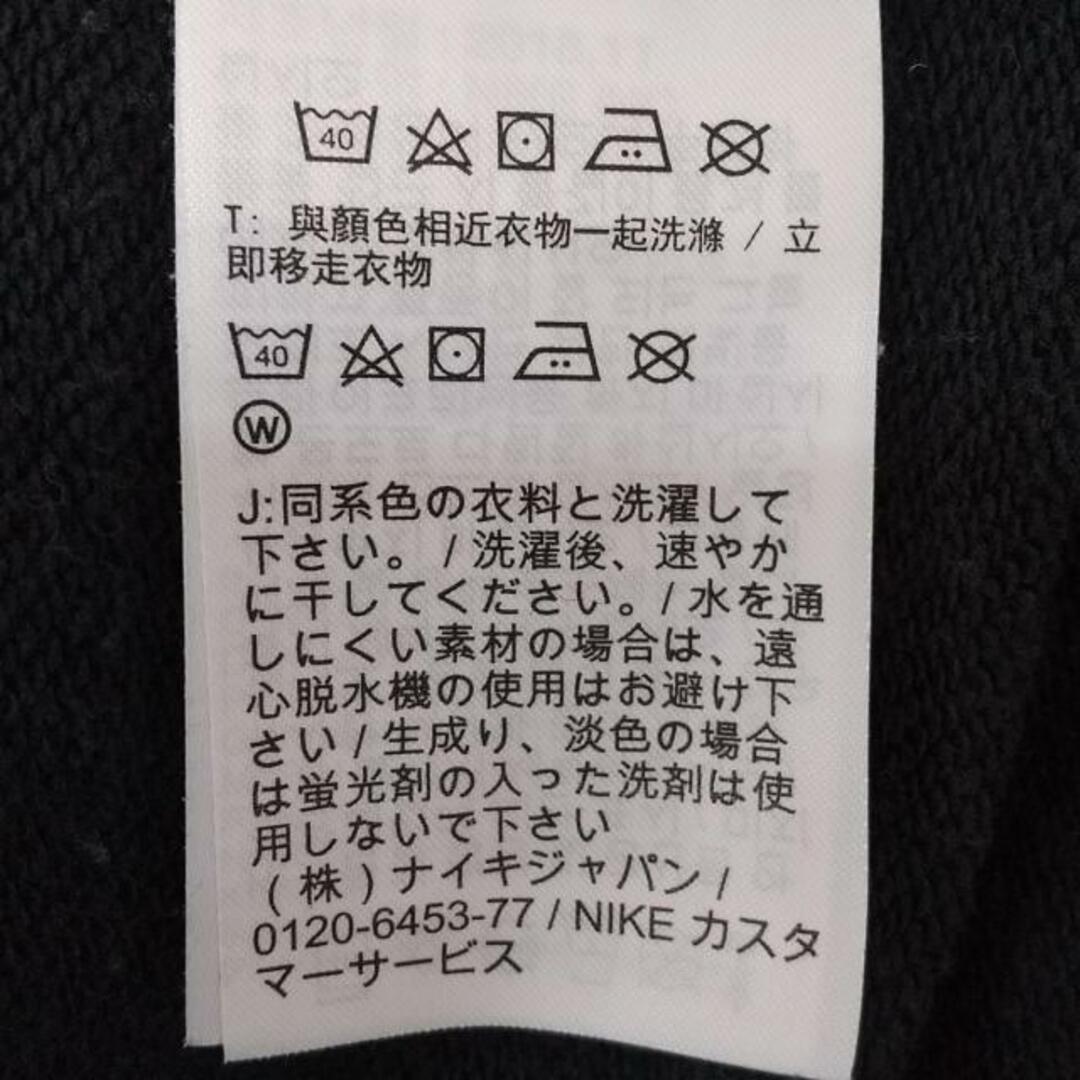 40
T: 與顏色相近衣物一起洗滌 / 立
即移走衣物
40
W
J:同系色の衣料と洗濯して
下さい。/ 洗濯後、速やか
に干してください。/ 水を通
しにくい素材の場合は、遠
心脱水機の使用はお避け下
さい / 生成り、淡色の場合
は蛍光剤の入った洗剤は使
用しないで下さい
(株)ナイキジャパン /
0120-6453-77 / NIKE カスタ
マーサービス